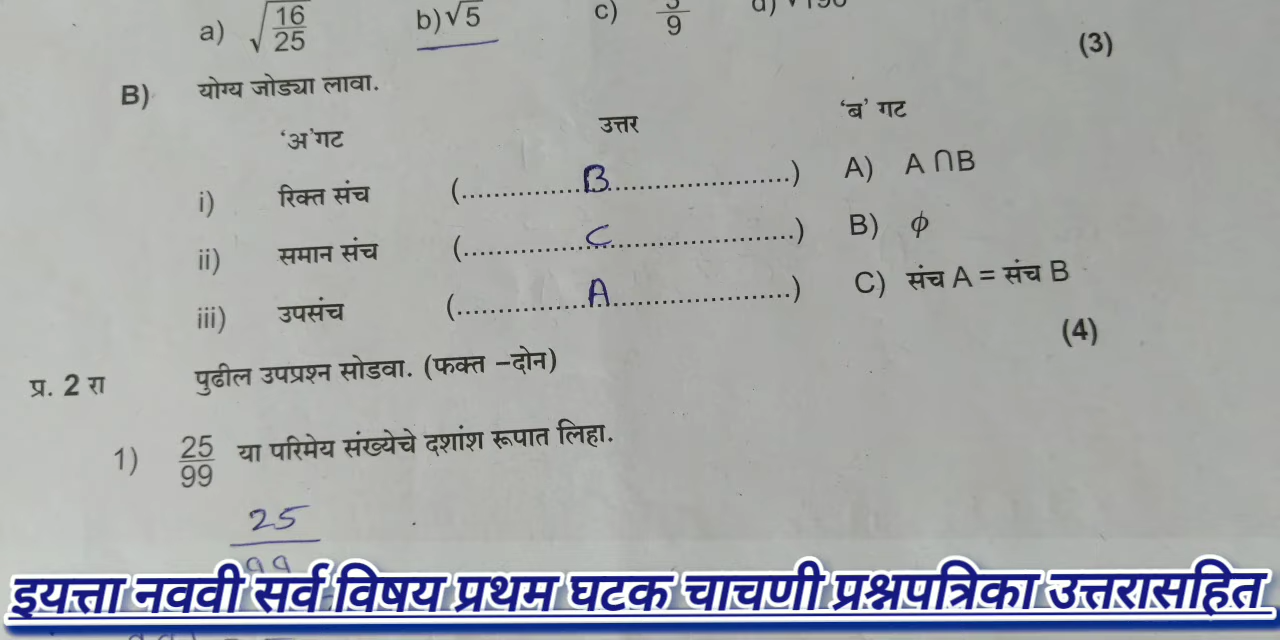 a) √16/25 b) √5 c) 9
(3)
B) योग्य जोड्या लावा.
'अ'गट उत्तर 'ब' गट
i) रिक्त संच (.............B.............) A) A ∩ B
ii) समान संच (.............C.............) B) ϕ
iii) उपसंच (.............A.............) C) संच A = संच B
(4)
प्र. 2 रा पुढील उपप्रश्न सोडवा. (फक्त –दोन)
1) 25/99 या परिमेय संख्येचे दशांश रूपात लिहा.
25
99
इयत्ता नववी सर्व विषय प्रथम घटक चाचणी प्रश्नपत्रिका उत्तरासहित